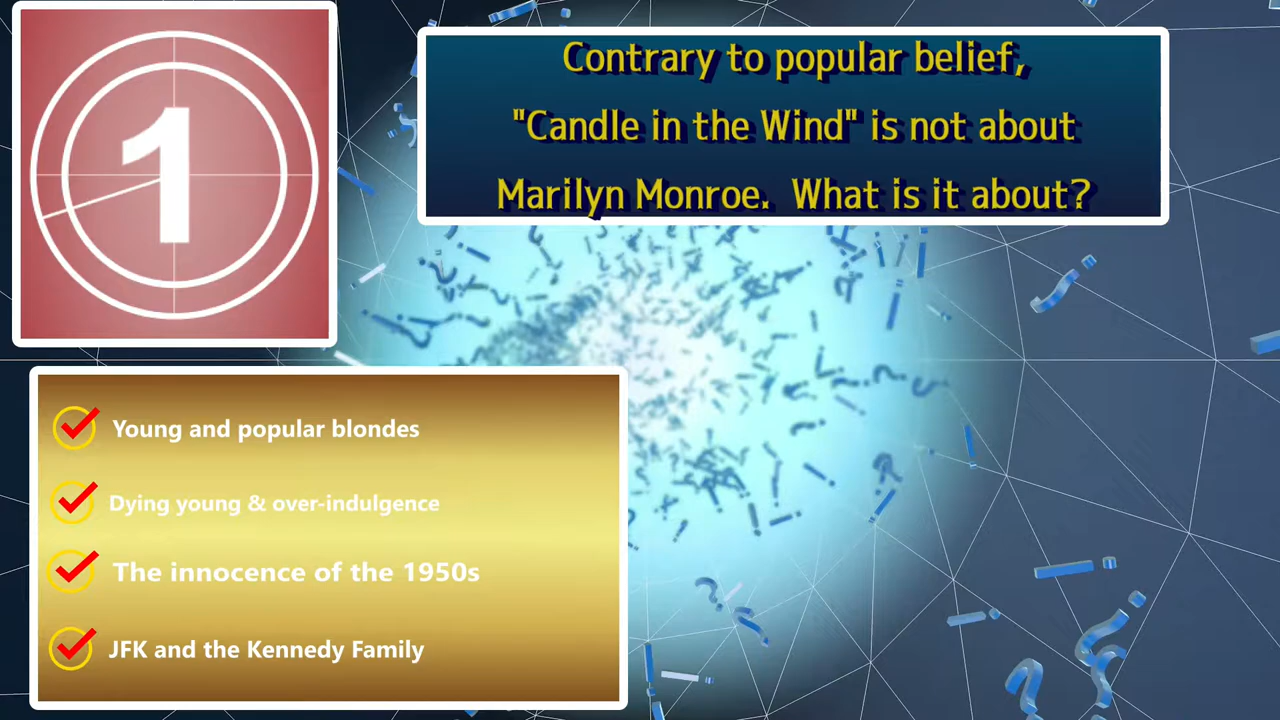 1
Contrary to popular belief,
"Candle in the Wind" is not about
Marilyn Monroe. What is it about?
Young and popular blondes
Dying young & over-indulgence
The innocence of the 1950s
JFK and the Kennedy Family